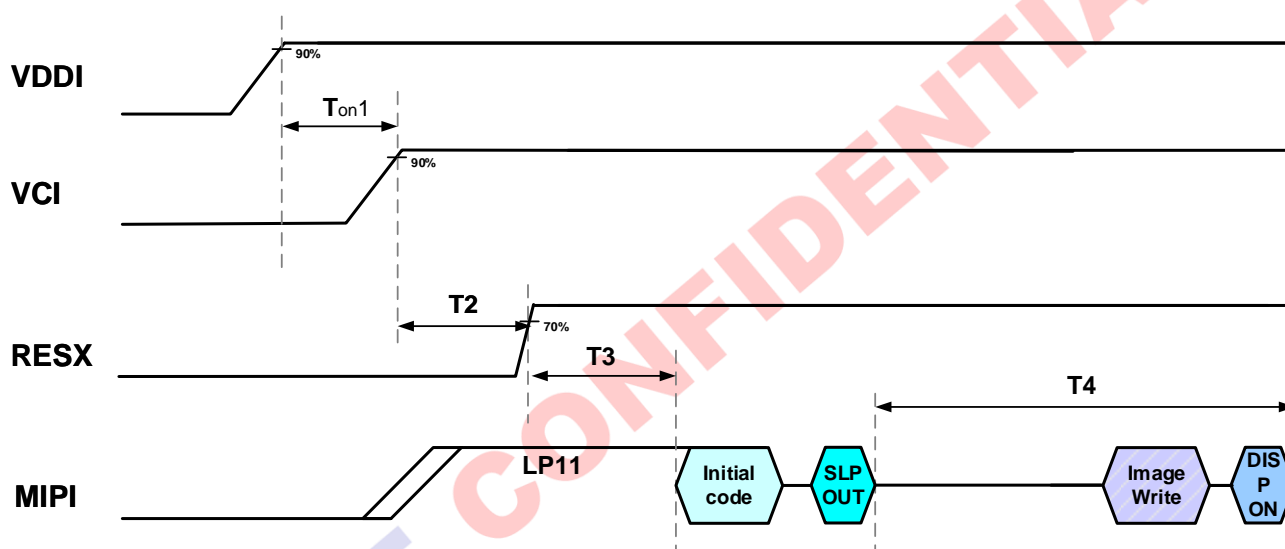 VDDI
90%
Ton1
VCI
90%
T2
70%
RESX
T3
T4
MIPI
LP11
Initial
code
SLP
OUT
Image
Write
DIS
P
ON
CONFIDENTIA